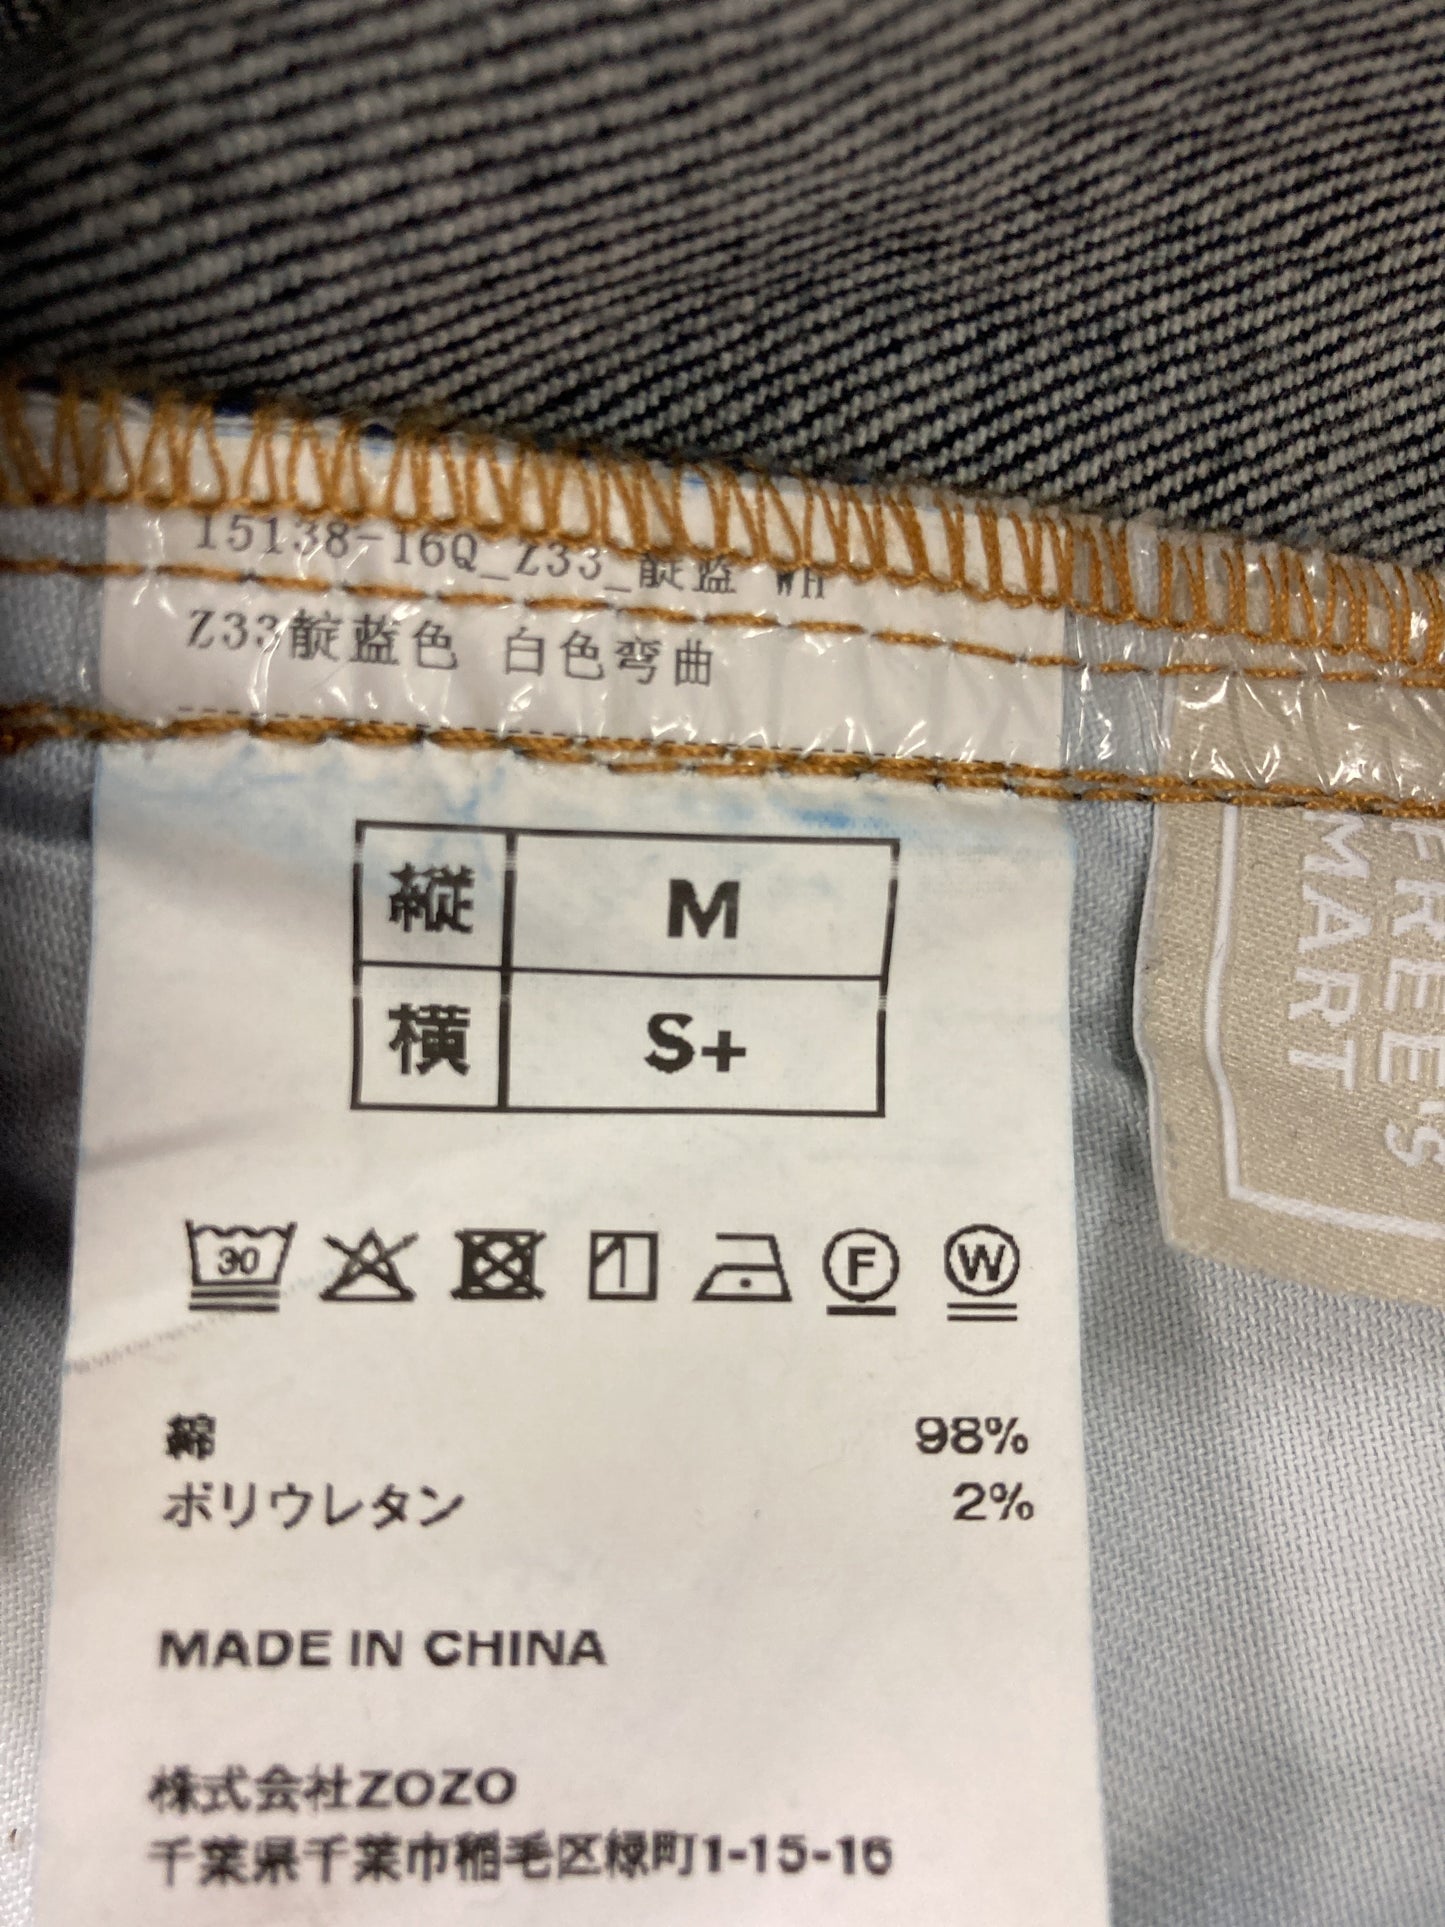 15138-16Q_Z33_靛蓝 WH
Z33靛蓝色 白色弯曲
縦 M
横 S+
30
F
W
綿 98%
ポリウレタン 2%
MADE IN CHINA
株式会社ZOZO
千葉県千葉市稲毛区緑町1-15-16
FREE'S
MART